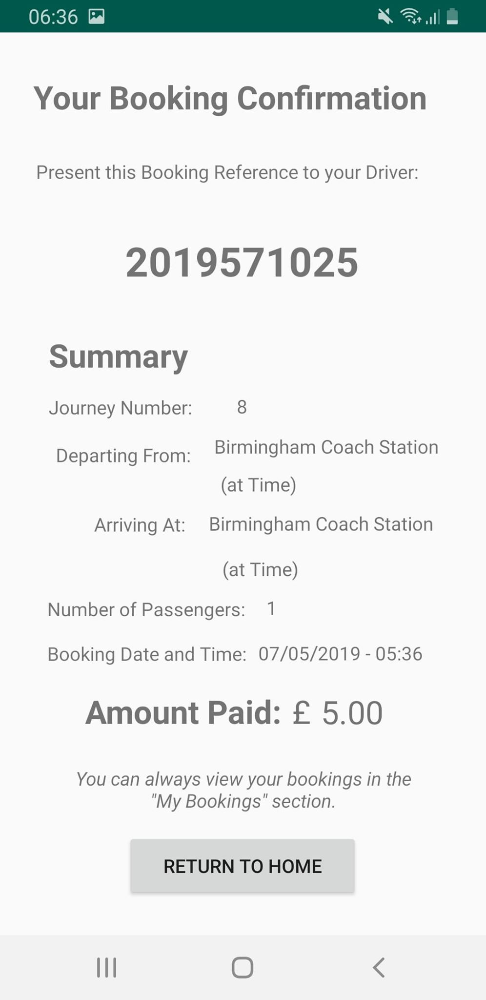 06:36
Your Booking Confirmation
Present this Booking Reference to your Driver:
2019571025
Summary
Journey Number: 8
Departing From: Birmingham Coach Station
(at Time)
Arriving At: Birmingham Coach Station
(at Time)
Number of Passengers: 1
Booking Date and Time: 07/05/2019 - 05:36
Amount Paid: £ 5.00
You can always view your bookings in the
"My Bookings" section.
RETURN TO HOME